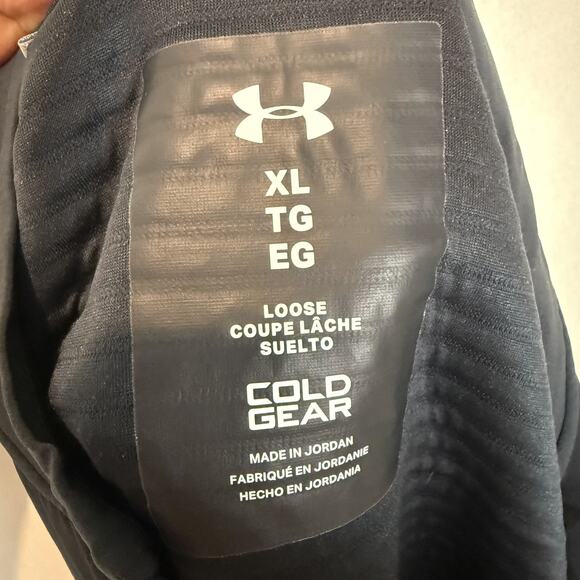 XL
TG
EG
LOOSE
COUPE LÂCHE
SUELTO
COLD
GEAR
MADE IN JORDAN
FABRIQUÉ EN JORDANIE
HECHO EN JORDANIA